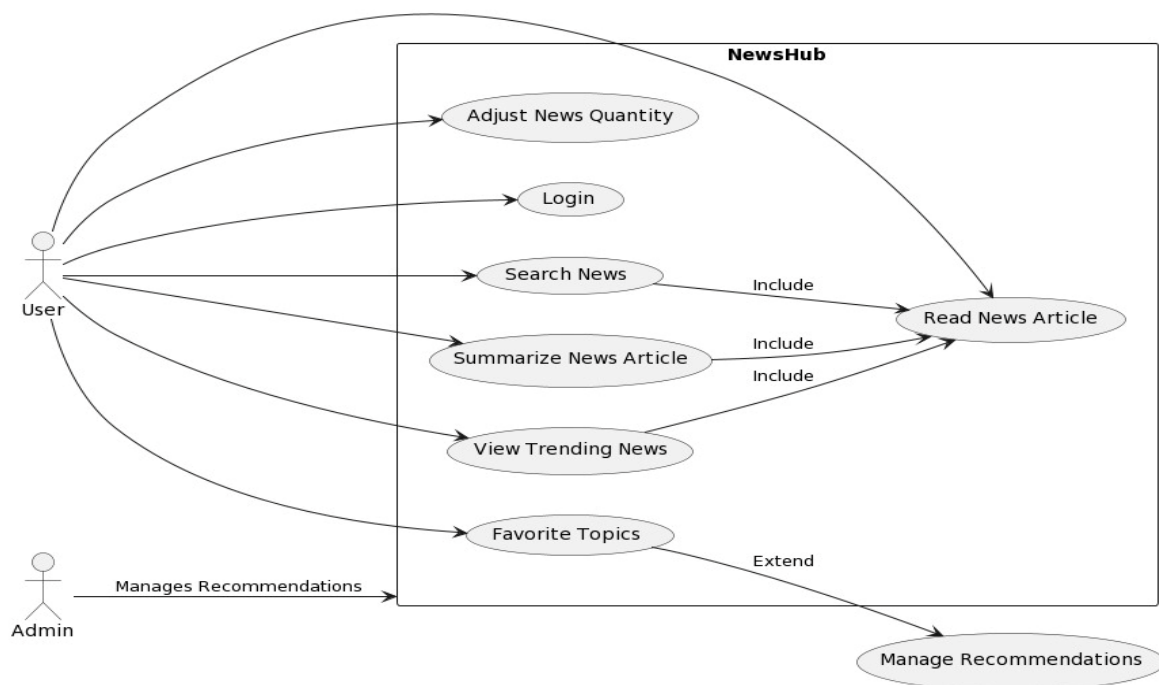 NewsHub
Adjust News Quantity
Login
Search News
Include
Read News Article
User
Summarize News Article
Include
Include
View Trending News
Favorite Topics
Extend
Manages Recommendations
Admin
Manage Recommendations